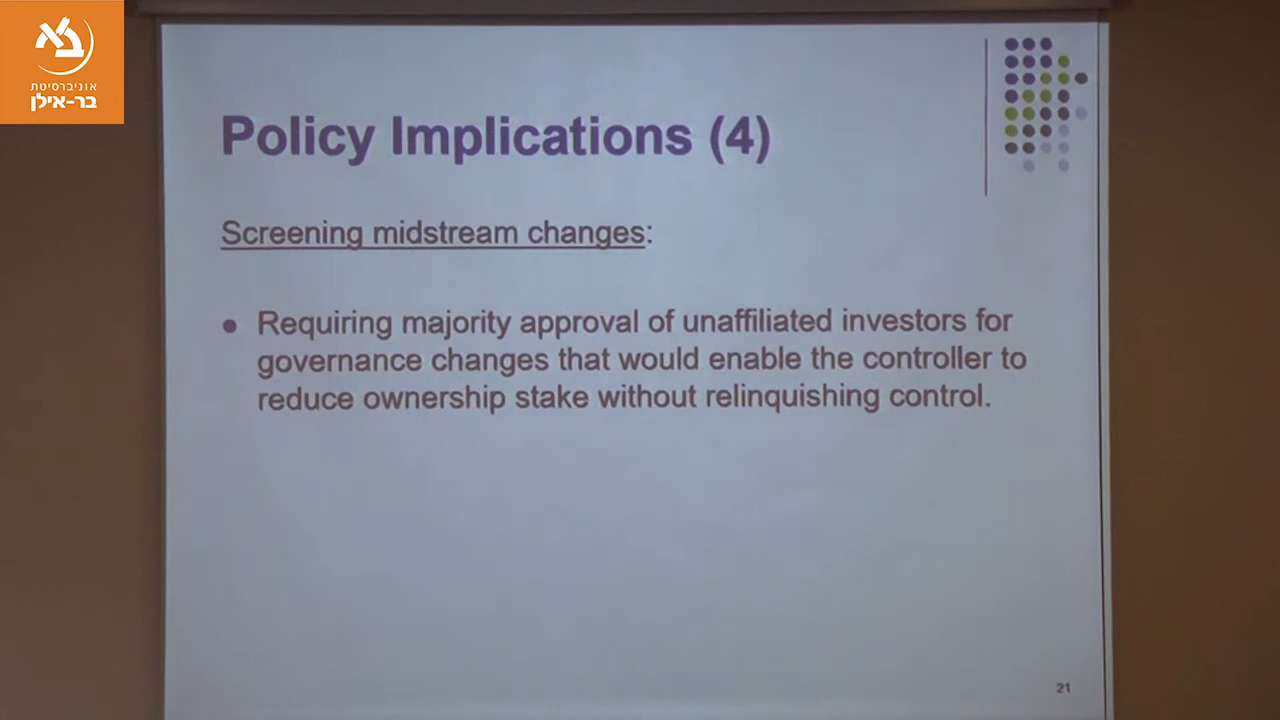 אוניברסיטת
בר-אילן
Policy Implications (4)
Screening midstream changes:
• Requiring majority approval of unaffiliated investors for
governance changes that would enable the controller to
reduce ownership stake without relinquishing control.
21